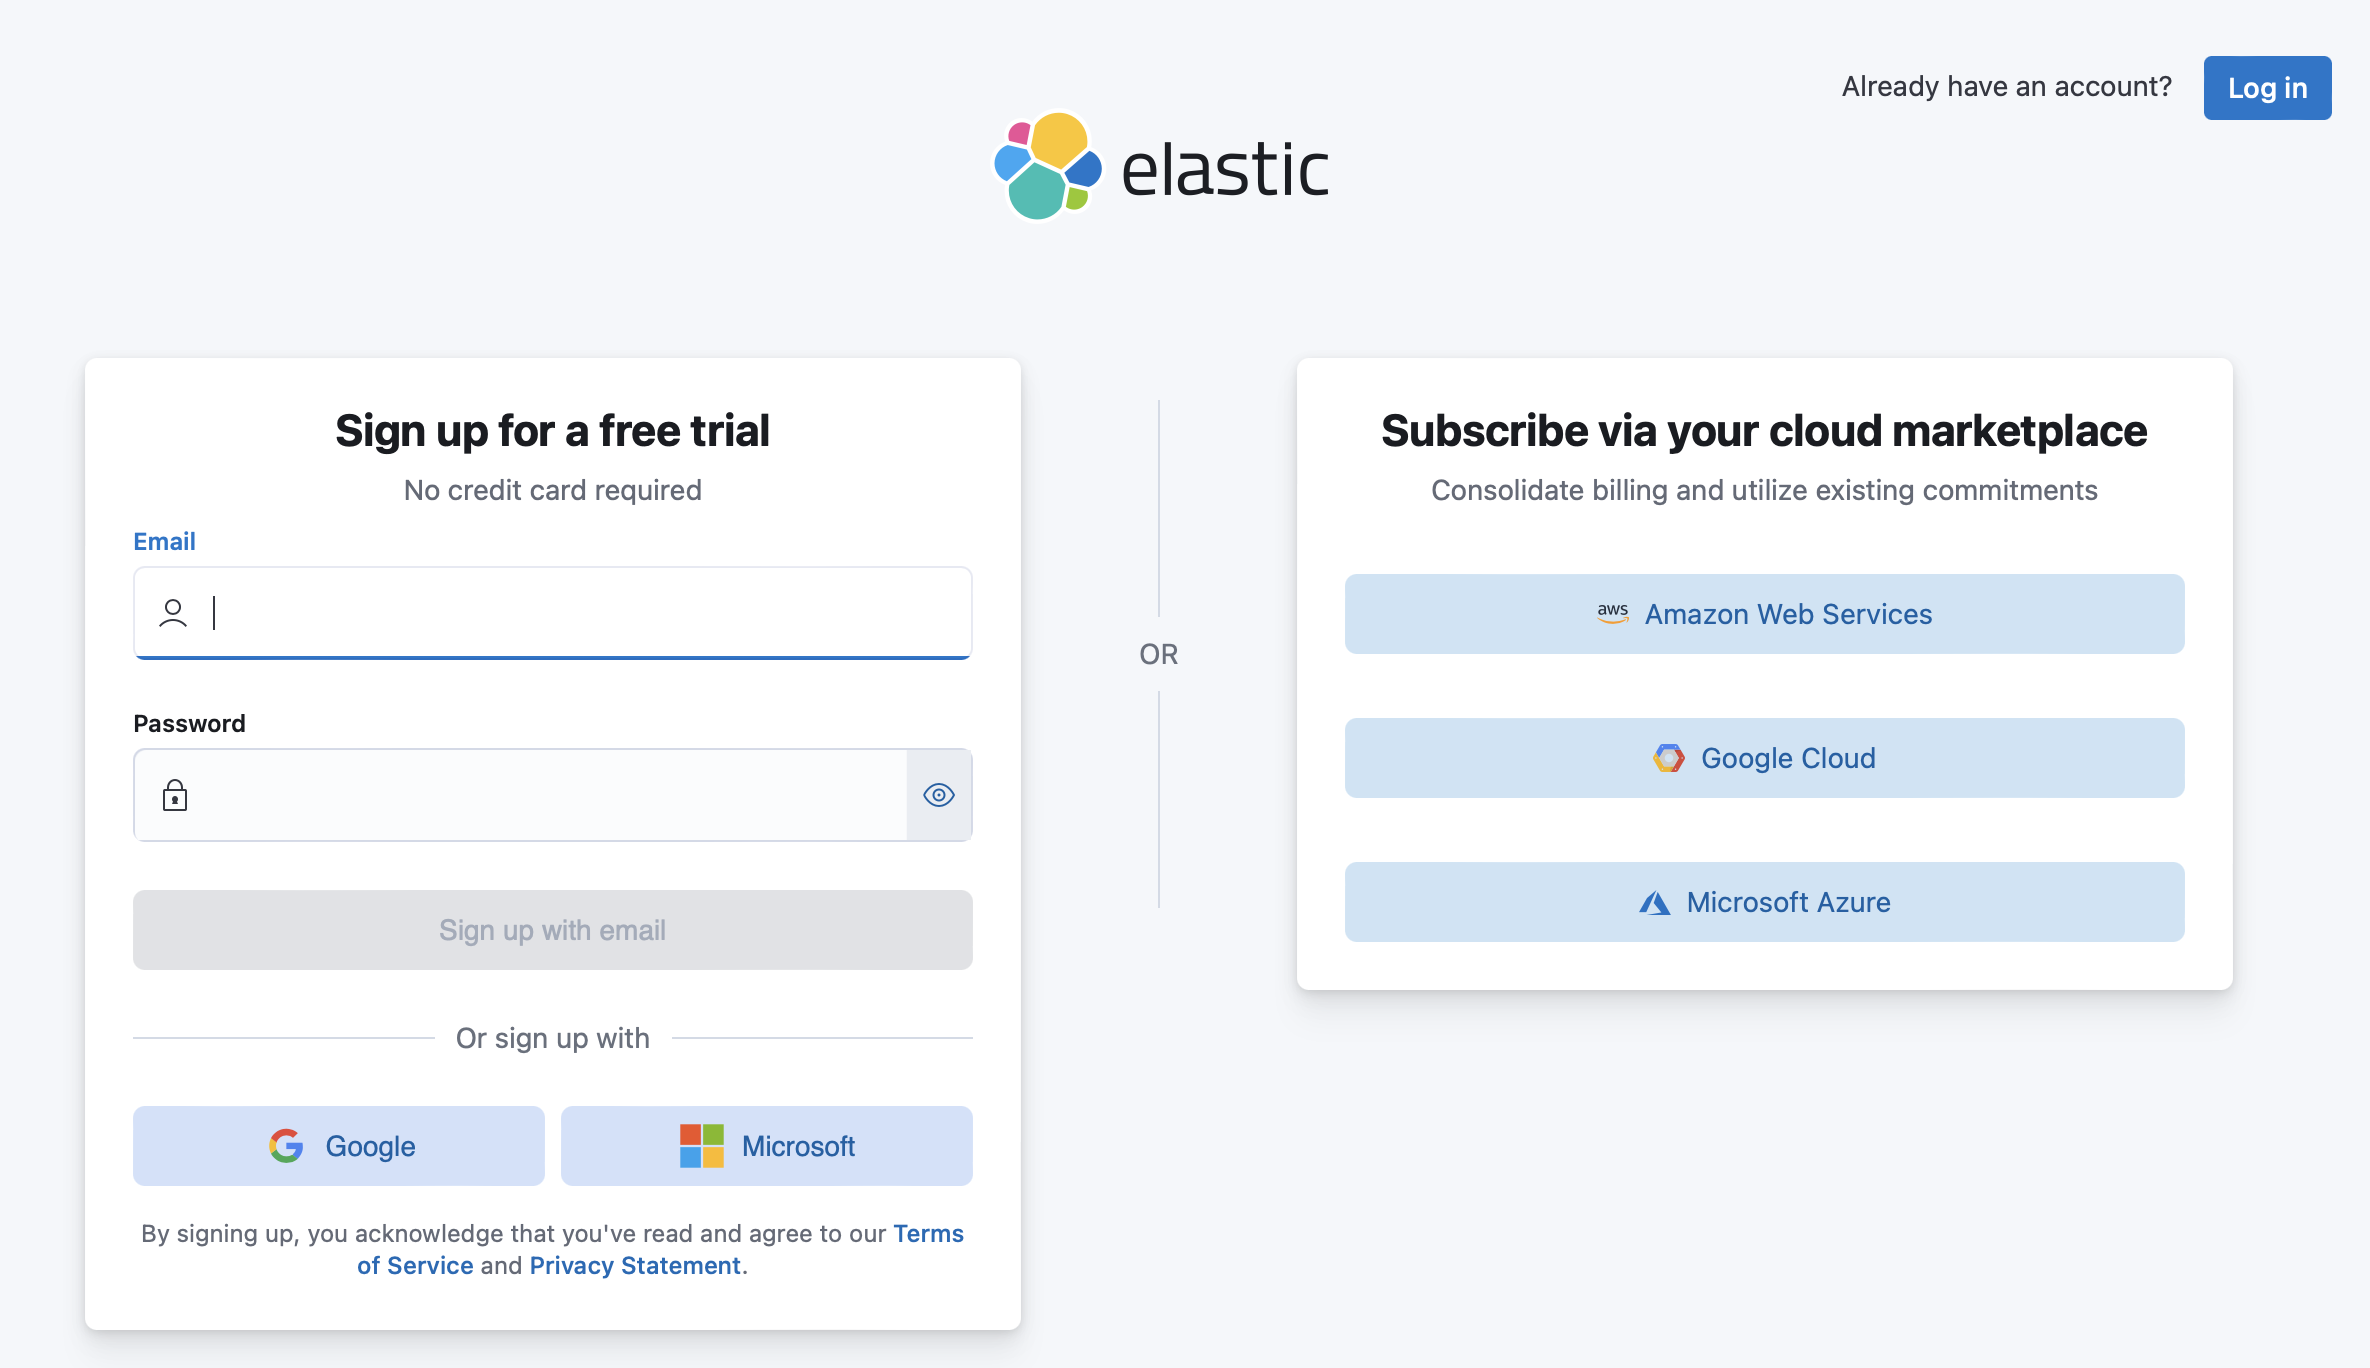 Already have an account?
Log in
elastic
Sign up for a free trial
No credit card required
Email
Password
Sign up with email
Or sign up with
Google
Microsoft
By signing up, you acknowledge that you've read and agree to our Terms
of Service and Privacy Statement.
OR
Subscribe via your cloud marketplace
Consolidate billing and utilize existing commitments
aws Amazon Web Services
Google Cloud
Microsoft Azure